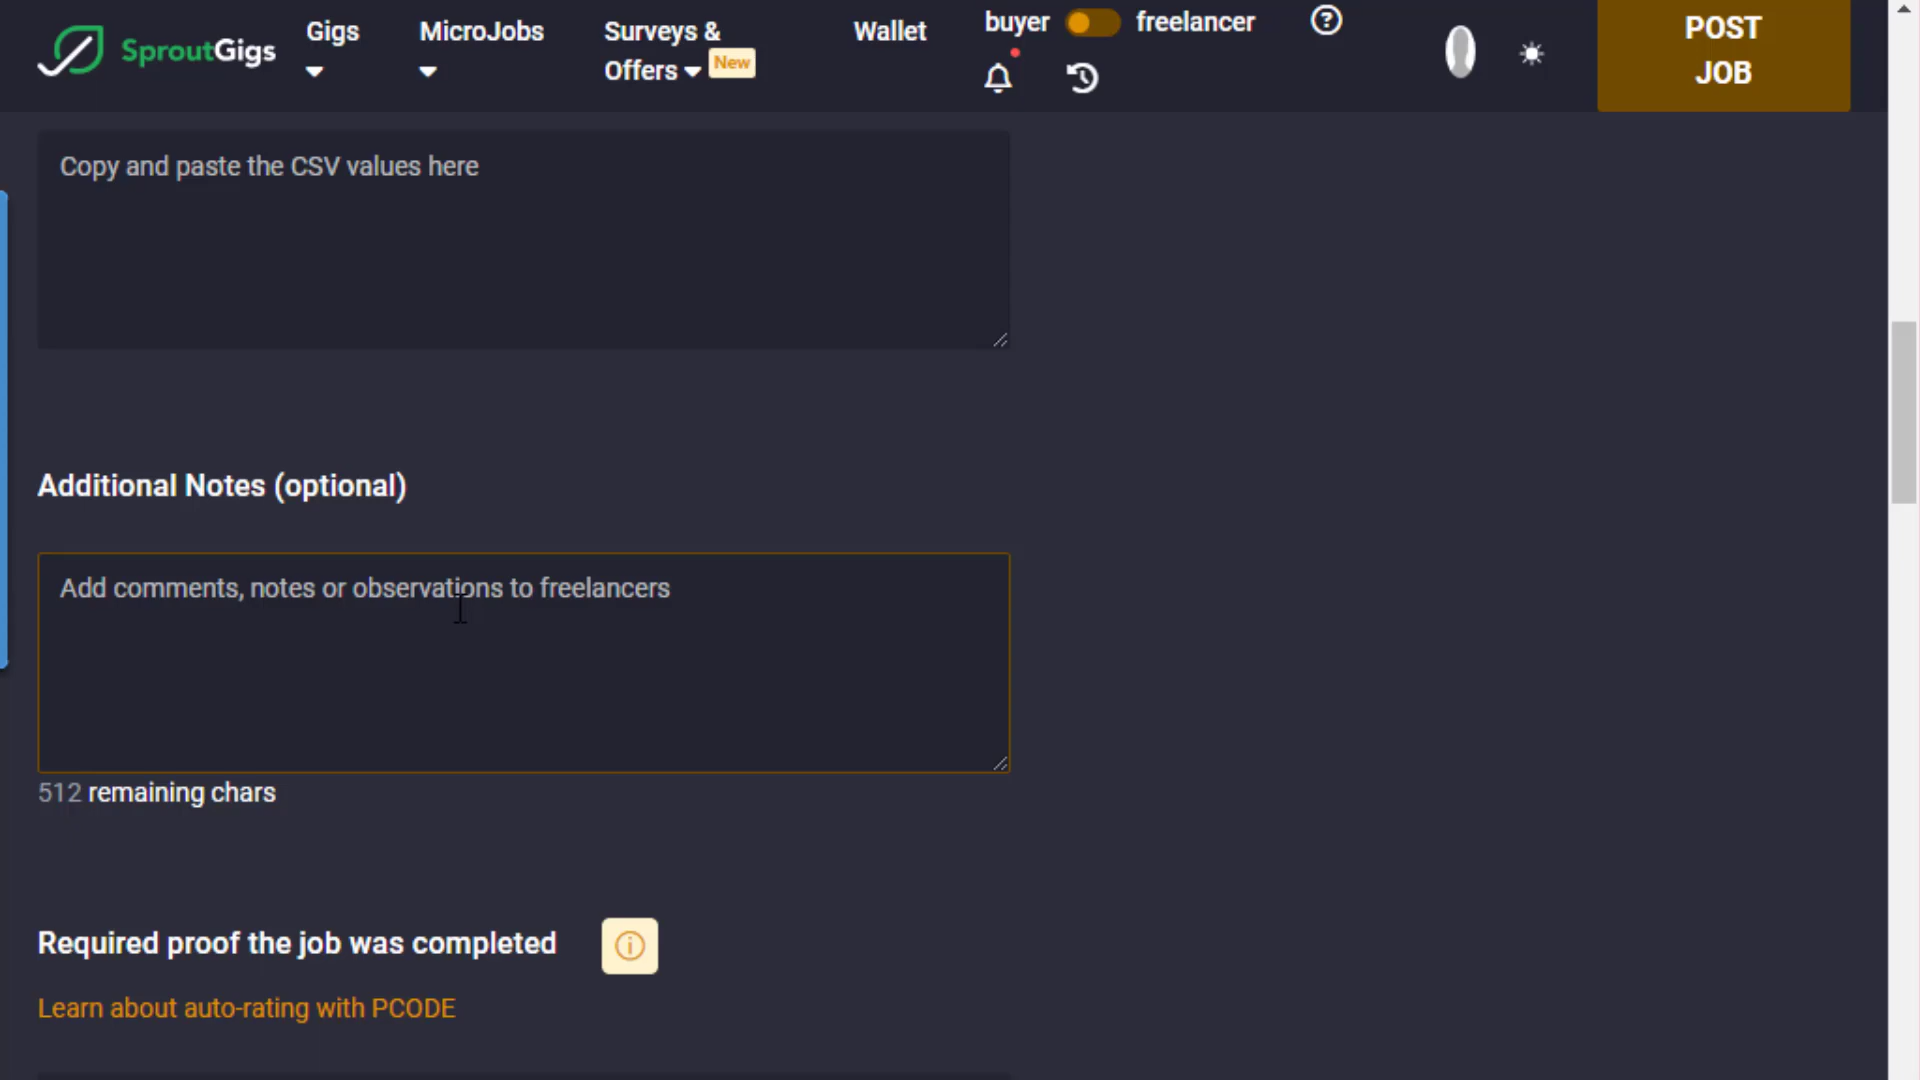 SproutGigs
Gigs
MicroJobs
Surveys &
Offers
New
Wallet
buyer
freelancer
POST
JOB
Copy and paste the CSV values here
Additional Notes (optional)
Add comments, notes or observations to freelancers
512 remaining chars
Required proof the job was completed
Learn about auto-rating with PCODE